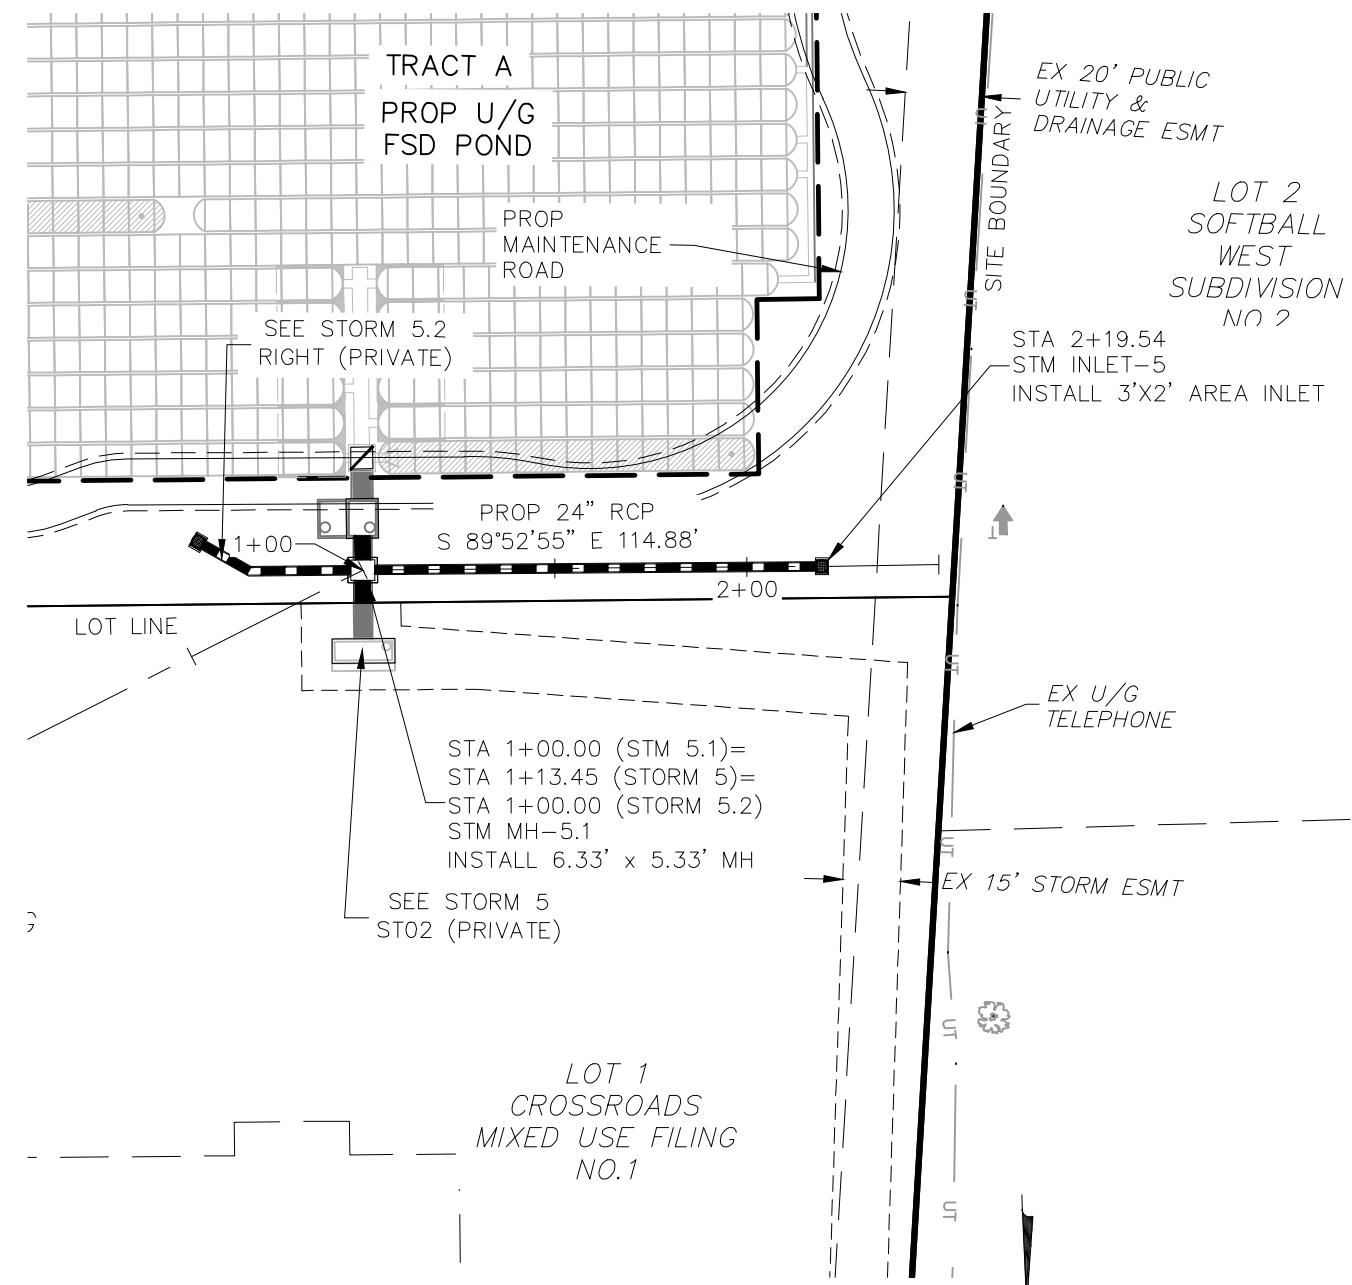 TRACT A
PROP U/G
FSD POND
EX 20' PUBLIC
UTILITY &
DRAINAGE ESMT
SITE BOUNDARY
UT
LOT 2
SOFTBALL
WEST
SUBDIVISION
NO.2
PROP
MAINTENANCE
ROAD
UT
SEE STORM 5.2
RIGHT (PRIVATE)
STA 2+19.54
STM INLET-5
INSTALL 3'X2' AREA INLET
UT
PROP 24" RCP
S 89°52'55" E 114.88'
T
1+00
2+00
LOT LINE
UT
EX U/G
TELEPHONE
STA 1+00.00 (STM 5.1)=
STA 1+13.45 (STORM 5)=
STA 1+00.00 (STORM 5.2)
STM MH-5.1
INSTALL 6.33' x 5.33' MH
UT
EX 15' STORM ESMT
SEE STORM 5
ST02 (PRIVATE)
UT
LOT 1
CROSSROADS
MIXED USE FILING
NO.1
UT